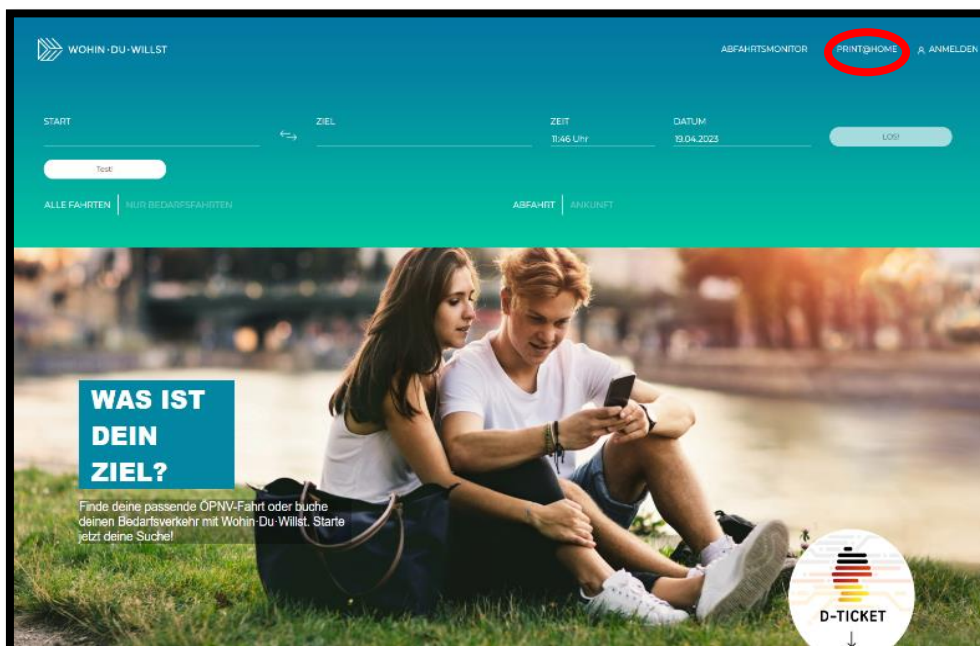 WOHIN·DU·WILLST
ABFAHRTSMONITOR
PRINT@HOME
ANMELDEN
START
ZIEL
ZEIT
DATUM
11:46 Uhr
19.04.2023
LOS!
Test!
ALLE FAHRTEN
NUR BEDARFSFAHRTEN
ABFAHRT
ANKUNFT
WAS IST
DEIN
ZIEL?
Finde deine passende ÖPNV-Fahrt oder buche
deinen Bedarfsverkehr mit Wohin·Du·Willst. Starte
jetzt deine Suche!
D-TICKET